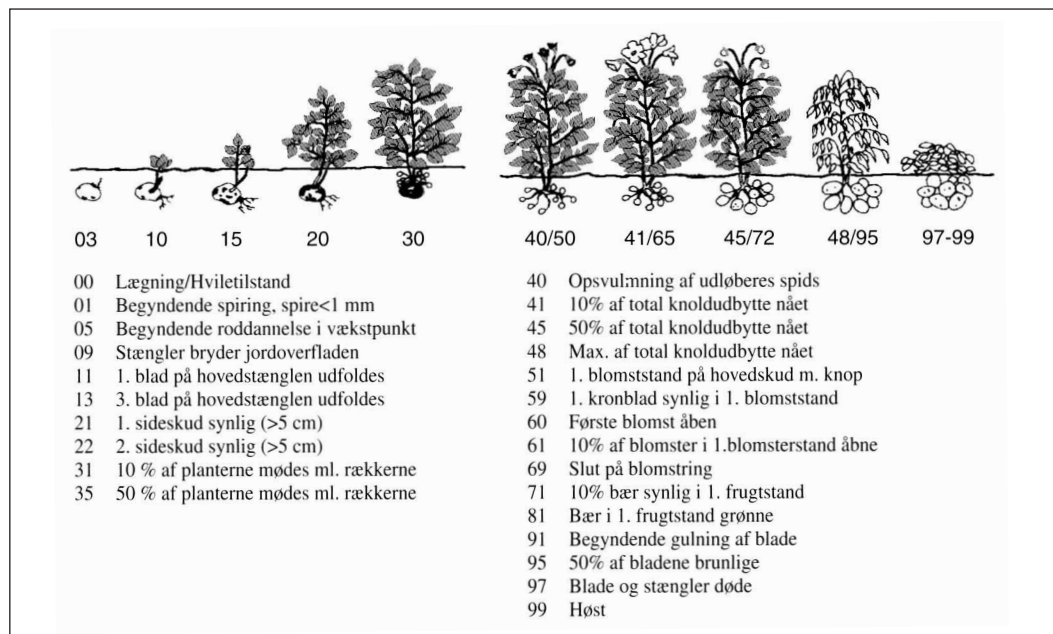 03 10 15 20 30 40/50 41/65 45/72 48/95 97-99
00 Lægning/Hviletilstand
01 Begyndende spiring, spire<1 mm
05 Begyndende roddannelse i vækstpunkt
09 Stængler bryder jordoverfladen
11 1. blad på hovedstænglen udfoldes
13 3. blad på hovedstænglen udfoldes
21 1. sideskud synlig (>5 cm)
22 2. sideskud synlig (>5 cm)
31 10 % af planterne mødes ml. rækkerne
35 50 % af planterne mødes ml. rækkerne
40 Opsvul:nning af udløberes spids
41 10% af total knoldudbytte nået
45 50% af total knoldudbytte nået
48 Max. af total knoldudbytte nået
51 1. blomststand på hovedskud m. knop
59 1. kronblad synlig i 1. blomststand
60 Første blomst åben
61 10% af blomster i 1.blomsterstand åbne
69 Slut på blomstring
71 10% bær synlig i 1. frugtstand
81 Bær i 1. frugtstand grønne
91 Begyndende gulning af blade
95 50% af bladene brunlige
97 Blade og stængler døde
99 Høst